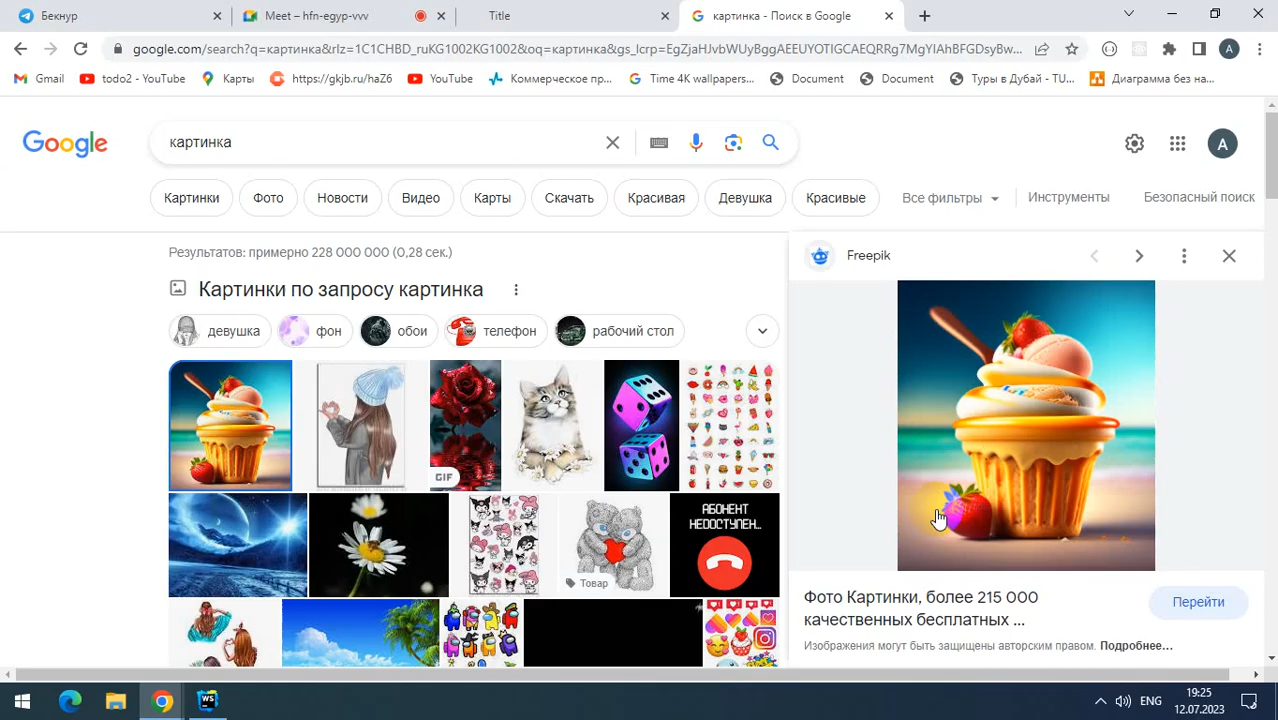 Бекнур
Meet – hfn-egyp-vvv
Title
картинка - Поиск в Google
google.com/search?q=картинка&rlz=1C1CHBD_ruKG1002KG1002&oq=картинка&gs_lcrp=EgZjaHJvbWUyBggAEEUYOTIGCAEQRRg7MgYIAhBFGDsyBw...
Gmail
todo2 - YouTube
Карты
https://gkjb.ru/haZ6
YouTube
Коммерческое пр...
Time 4K wallpapers...
Document
Document
Туры в Дубай - TU...
Диаграмма без на...
Google
картинка
A
A
Картинки
Фото
Новости
Видео
Карты
Скачать
Красивая
Девушка
Красивые
Все фильтры
Инструменты
Безопасный поиск
Результатов: примерно 228 000 000 (0,28 сек.)
Freepik
Картинки по запросу картинка
девушка
фон
обои
телефон
рабочий стол
GIF
АБОНЕНТ
НЕДОСТУПЕН...
Товар
Фото Картинки, более 215 000
качественных бесплатных ...
Перейти
Изображения могут быть защищены авторским правом. Подробнее...
WS
ENG
19:25
12.07.2023